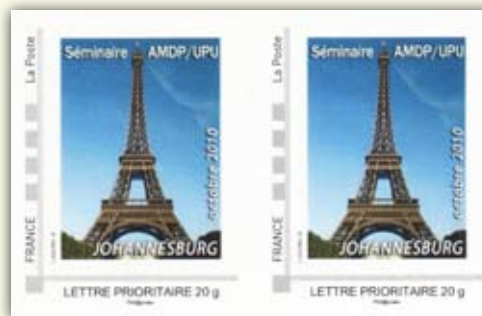 La Poste
FRANCE
Séminaire AMDP/UPU
octobre 2010
JOHANNESBURG
LETTRE PRIORITAIRE 20 g
La Poste
FRANCE
Séminaire AMDP/UPU
octobre 2010
JOHANNESBURG
LETTRE PRIORITAIRE 20 g